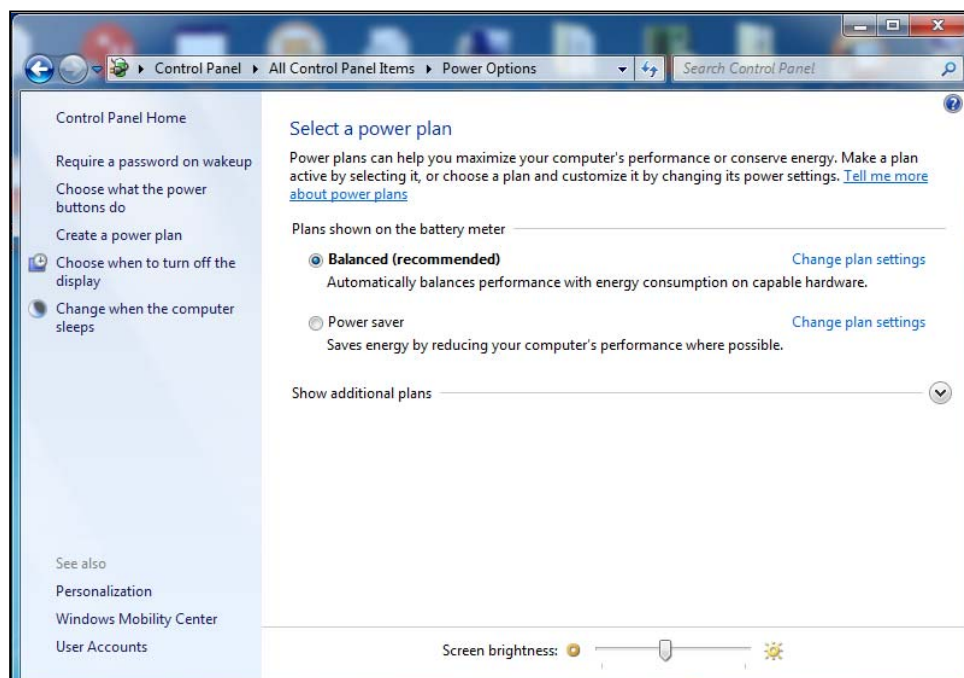 Control Panel ▸ All Control Panel Items ▸ Power Options
Search Control Panel
Control Panel Home
Require a password on wakeup
Choose what the power
buttons do
Create a power plan
Choose when to turn off the
display
Change when the computer
sleeps
See also
Personalization
Windows Mobility Center
User Accounts
Select a power plan
Power plans can help you maximize your computer's performance or conserve energy. Make a plan
active by selecting it, or choose a plan and customize it by changing its power settings. Tell me more
about power plans
Plans shown on the battery meter
Balanced (recommended) Change plan settings
Automatically balances performance with energy consumption on capable hardware.
Power saver Change plan settings
Saves energy by reducing your computer's performance where possible.
Show additional plans
Screen brightness: